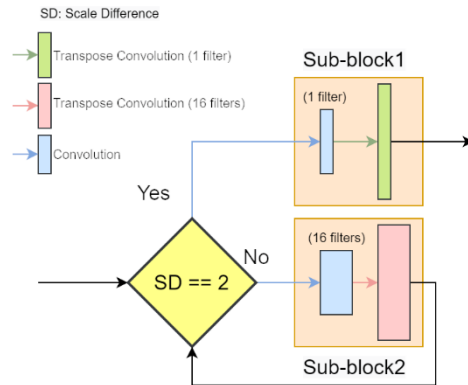 SD: Scale Difference
Transpose Convolution (1 filter)
Transpose Convolution (16 filters)
Convolution
Sub-block1
(1 filter)
Yes
No
SD == 2
(16 filters)
Sub-block2